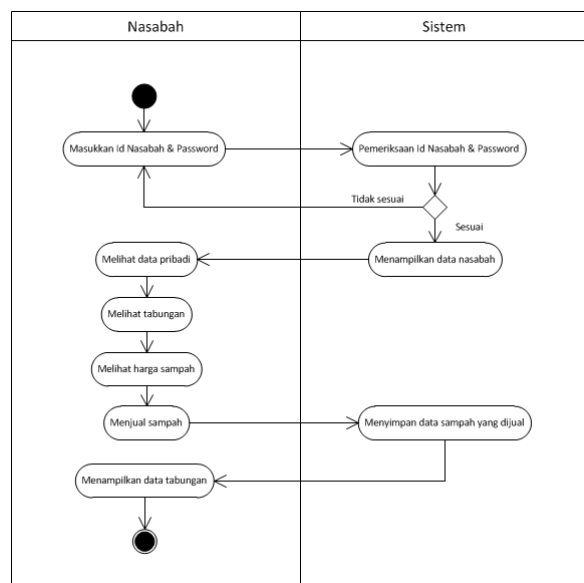 Nasabah
Sistem
Masukkan Id Nasabah & Password
Pemeriksaan Id Nasabah & Password
Tidak sesuai
Sesuai
Melihat data pribadi
Menampilkan data nasabah
Melihat tabungan
Melihat harga sampah
Menjual sampah
Menyimpan data sampah yang dijual
Menampilkan data tabungan